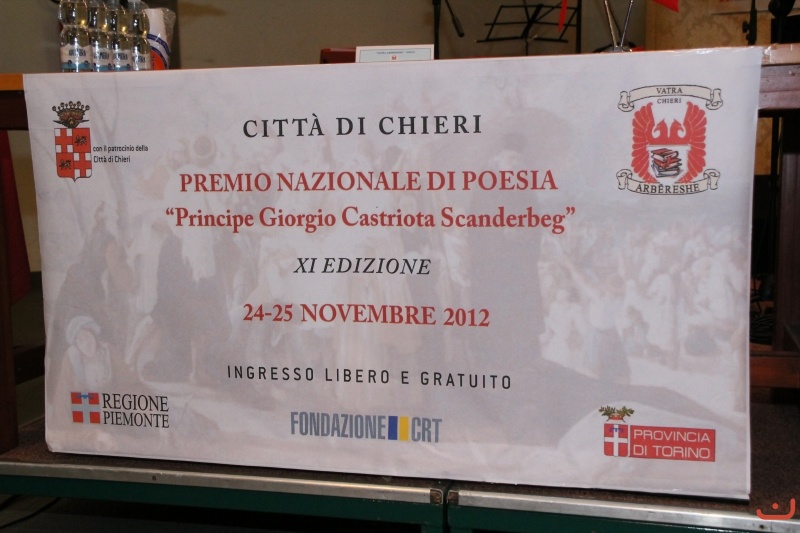 CITTÀ DI CHIERI
con il patrocinio della
Città di Chieri
VATRA
CHIERI
ARBËRESHE
PREMIO NAZIONALE DI POESIA
“Principe Giorgio Castriota Scanderbeg”
XI EDIZIONE
24-25 NOVEMBRE 2012
INGRESSO LIBERO E GRATUITO
REGIONE
PIEMONTE
FONDAZIONE CRT
PROVINCIA
DI TORINO